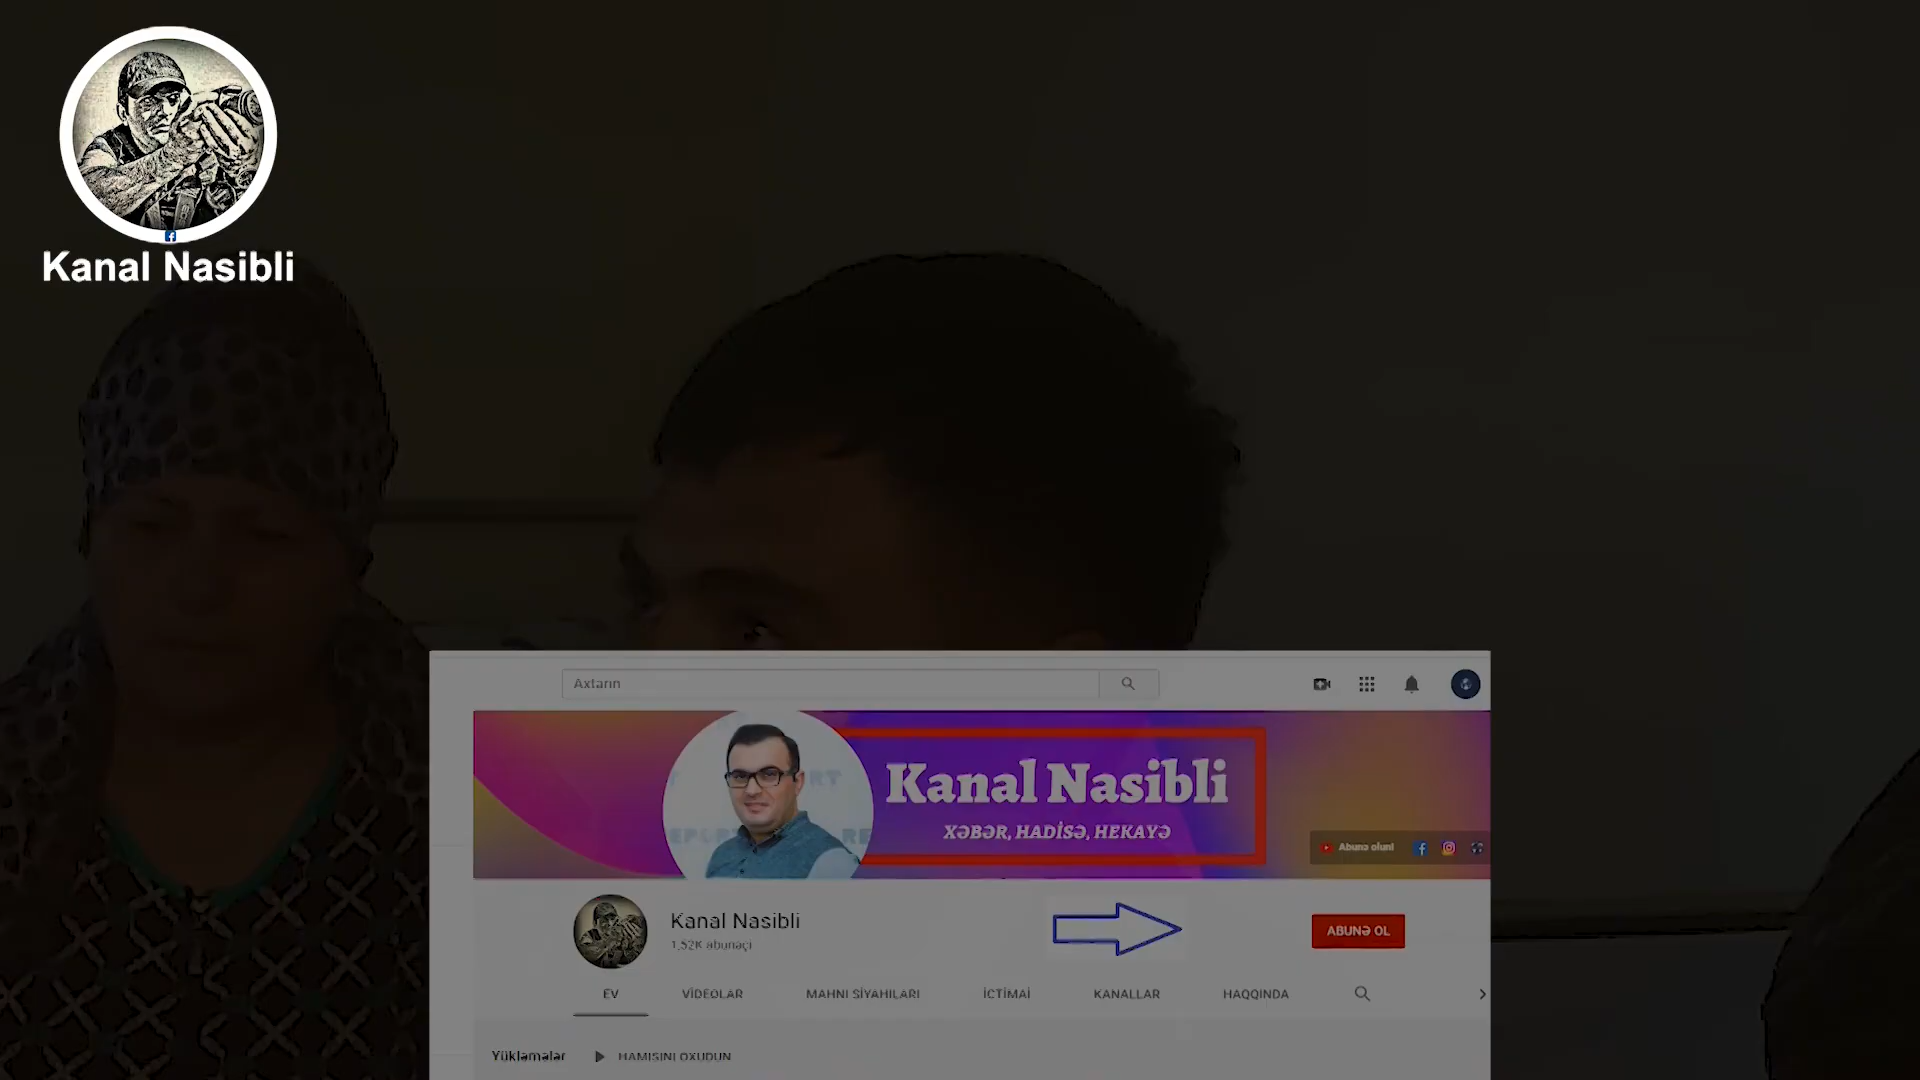 Kanal Nasibli
Axtarın
Kanal Nasibli
XƏBƏR, HADİSƏ, HEKAYƏ
Abunə olun!
Kanal Nasibli
1,52K abunəçi
ABUNƏ OL
EV VİDEOLAR MAHNI SİYAHILARI İCTİMAİ KANALLAR HAQQINDA
Yükləmələr HAMISINI OXUDUN